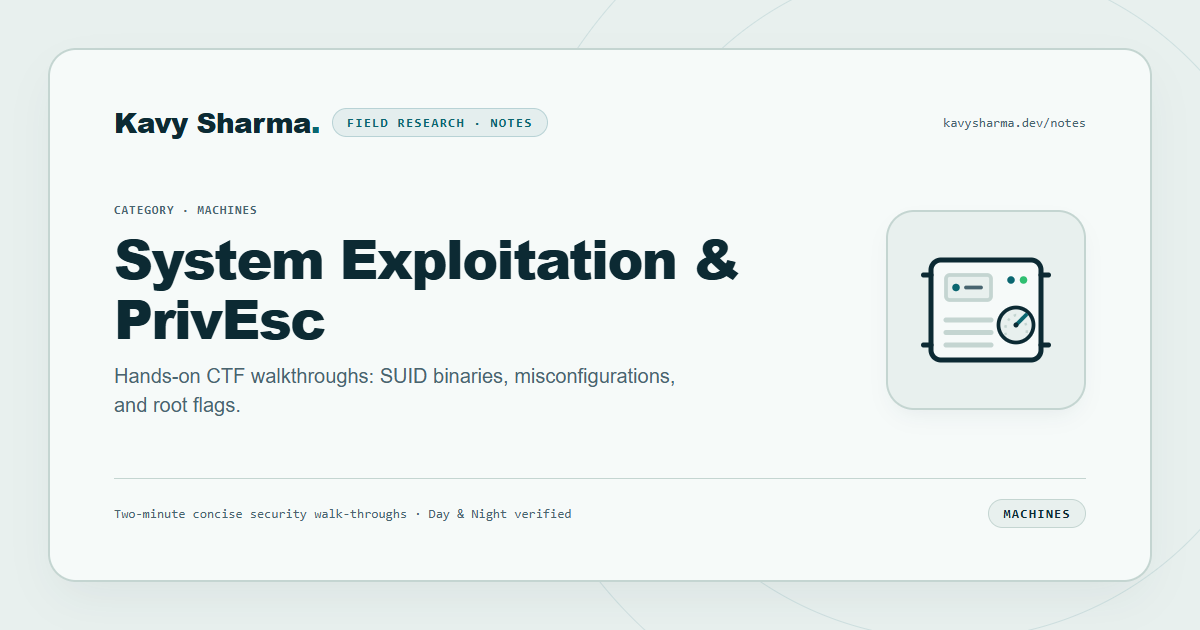 Kavy Sharma.
FIELD RESEARCH · NOTES
kavysharma.dev/notes
CATEGORY · MACHINES
System Exploitation &
PrivEsc
Hands-on CTF walkthroughs: SUID binaries, misconfigurations,
and root flags.
Two-minute concise security walk-throughs · Day & Night verified
MACHINES